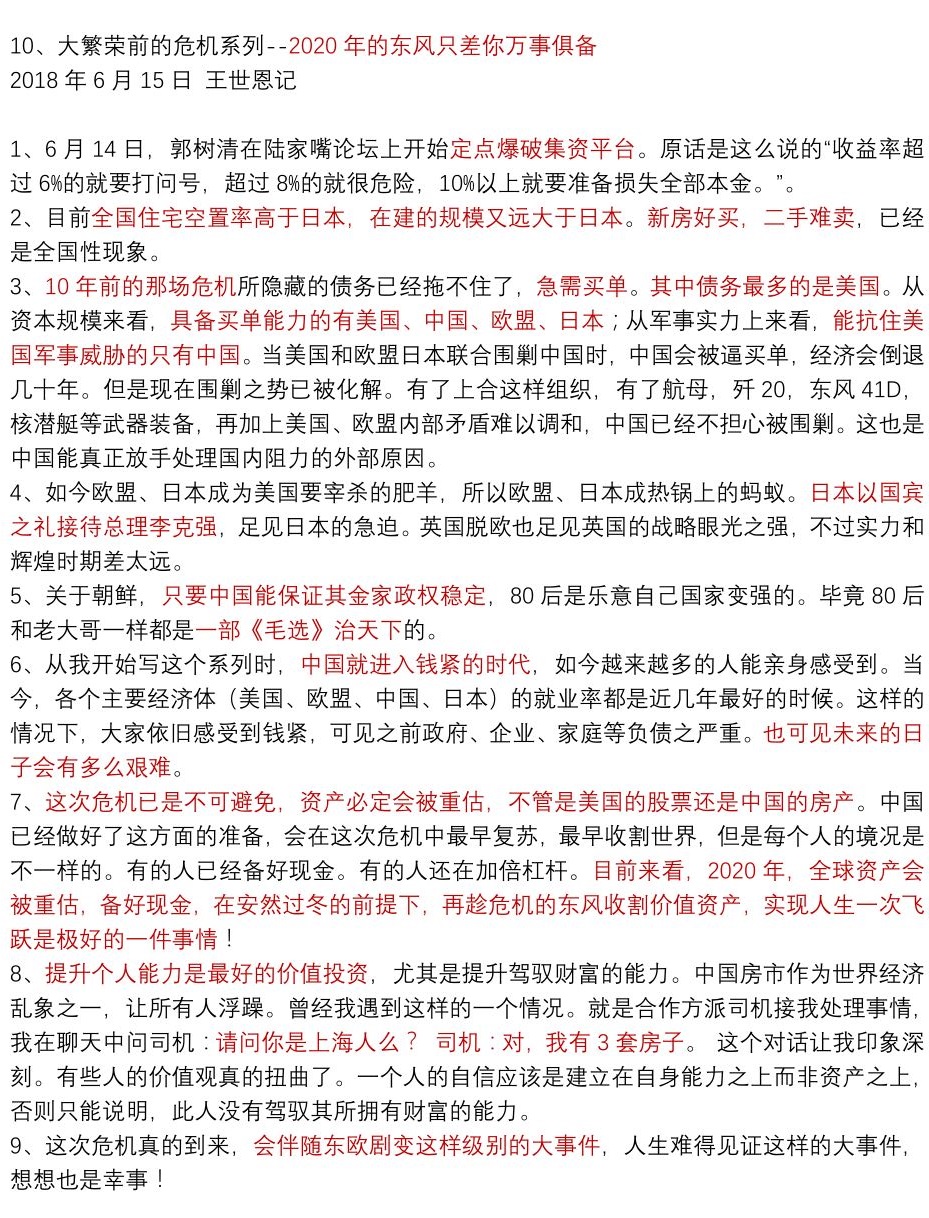 10、大繁荣前的危机系列--2020 年的东风只差你万事俱备
2018 年 6 月 15 日 王世恩记
1、6 月 14 日，郭树清在陆家嘴论坛上开始定点爆破集资平台。原话是这么说的“收益率超
过 6%的就要打问号，超过 8%的就很危险，10%以上就要准备损失全部本金。”。
2、目前全国住宅空置率高于日本，在建的规模又远大于日本。新房好买，二手难卖，已经
是全国性现象。
3、10 年前的那场危机所隐藏的债务已经拖不住了，急需买单。其中债务最多的是美国。从
资本规模来看，具备买单能力的有美国、中国、欧盟、日本；从军事实力上来看，能抗住美
国军事威胁的只有中国。当美国和欧盟日本联合围剿中国时，中国会被逼买单，经济会倒退
几十年。但是现在围剿之势已被化解。有了上合这样组织，有了航母，歼 20，东风 41D，
核潜艇等武器装备，再加上美国、欧盟内部矛盾难以调和，中国已经不担心被围剿。这也是
中国能真正放手处理国内阻力的外部原因。
4、如今欧盟、日本成为美国要宰杀的肥羊，所以欧盟、日本成热锅上的蚂蚁。日本以国宾
之礼接待总理李克强，足见日本的急迫。英国脱欧也足见英国的战略眼光之强，不过实力和
辉煌时期差太远。
5、关于朝鲜，只要中国能保证其金家政权稳定，80 后是乐意自己国家变强的。毕竟 80 后
和老大哥一样都是一部《毛选》治天下的。
6、从我开始写这个系列时，中国就进入钱紧的时代，如今越来越多的人能亲身感受到。当
今，各个主要经济体（美国、欧盟、中国、日本）的就业率都是近几年最好的时候。这样的
情况下，大家依旧感受到钱紧，可见之前政府、企业、家庭等负债之严重。也可见未来的日
子会有多么艰难。
7、这次危机已是不可避免，资产必定会被重估，不管是美国的股票还是中国的房产。中国
已经做好了这方面的准备，会在这次危机中最早复苏，最早收割世界，但是每个人的境况是
不一样的。有的人已经备好现金。有的人还在加倍杠杆。目前来看，2020 年，全球资产会
被重估，备好现金，在安然过冬的前提下，再趁危机的东风收割价值资产，实现人生一次飞
跃是极好的一件事情！
8、提升个人能力是最好的价值投资，尤其是提升驾驭财富的能力。中国房市作为世界经济
乱象之一，让所有人浮躁。曾经我遇到这样的一个情况。就是合作方派司机接我处理事情，
我在聊天中问司机：请问你是上海人么？ 司机：对，我有 3 套房子。 这个对话让我印象深
刻。有些人的价值观真的扭曲了。一个人的自信应该是建立在自身能力之上而非资产之上，
否则只能说明，此人没有驾驭其所拥有财富的能力。
9、这次危机真的到来，会伴随东欧剧变这样级别的大事件，人生难得见证这样的大事件，
想想也是幸事！